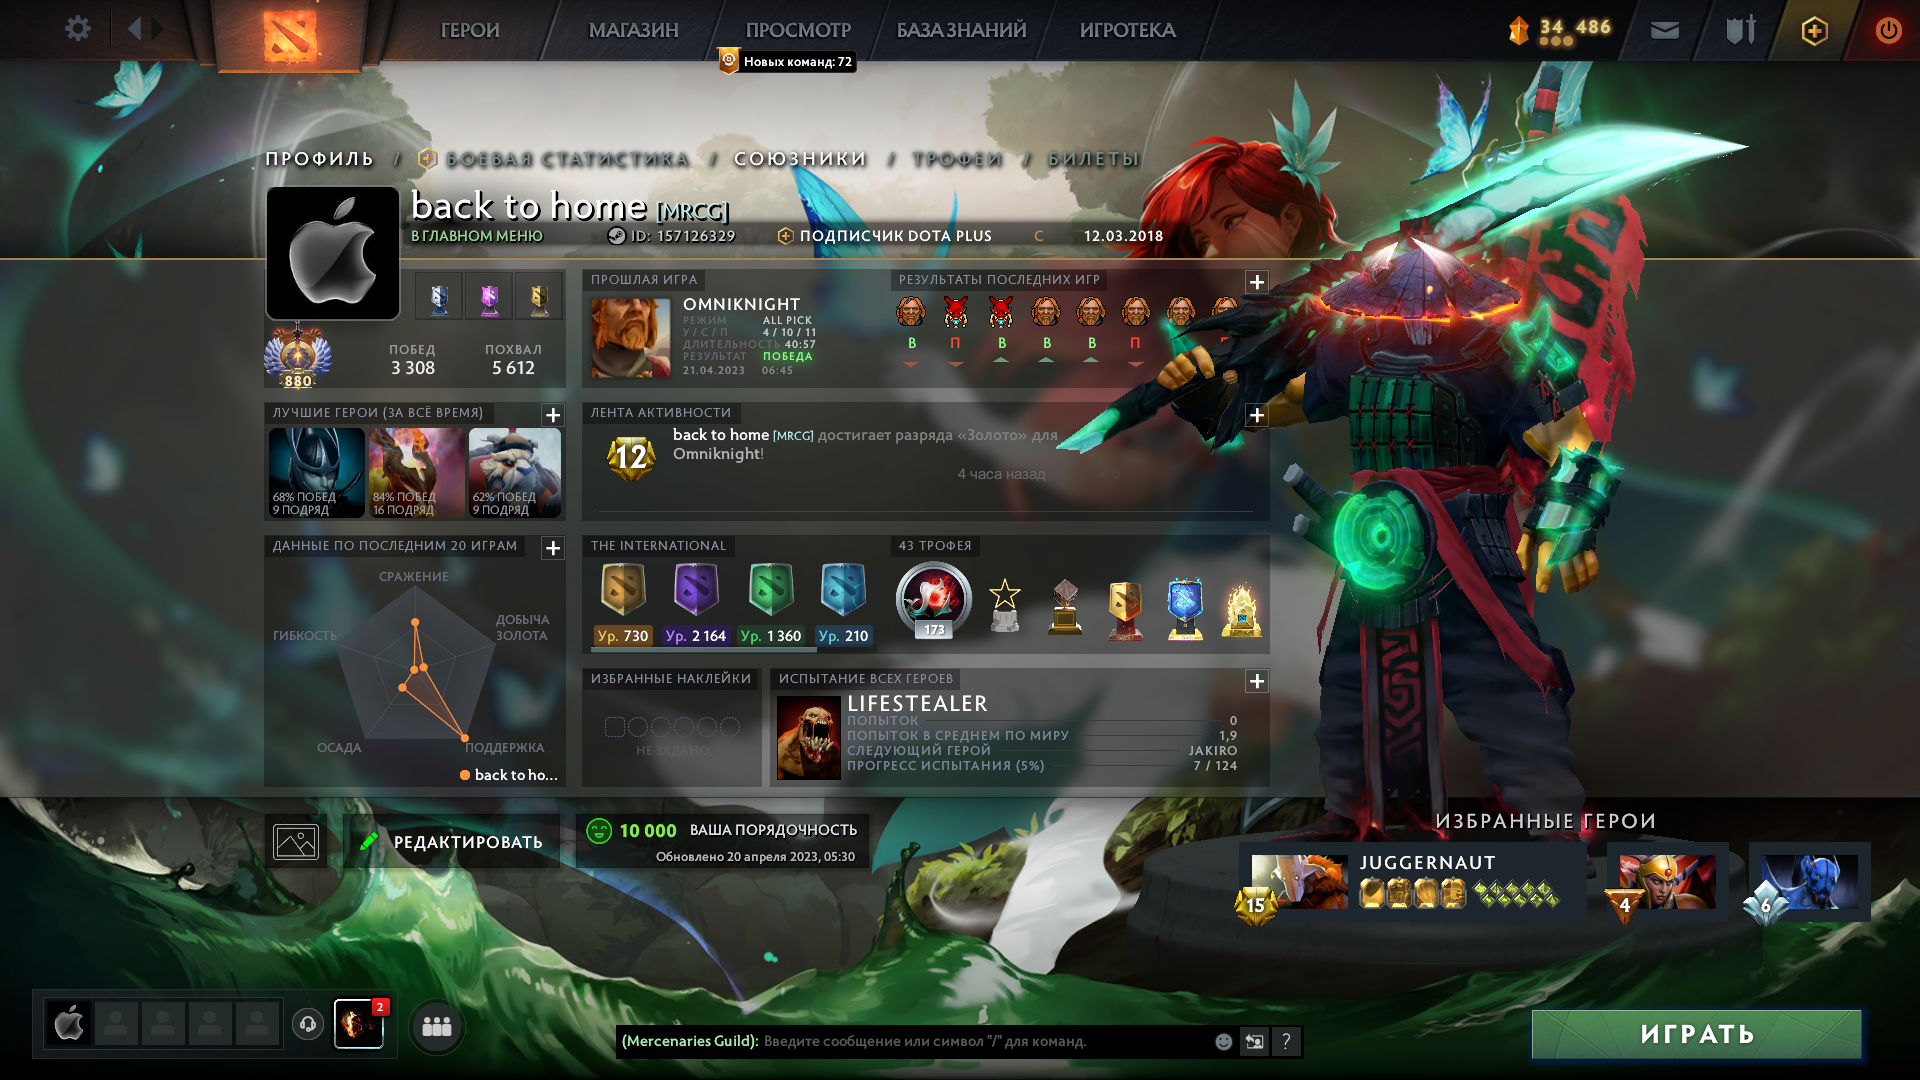 ГЕРОИ
МАГАЗИН
ПРОСМОТР
БАЗА ЗНАНИЙ
ИГРОТЕКА
34 486
Новых команд: 72
ПРОФИЛЬ / БОЕВАЯ СТАТИСТИКА / СОЮЗНИКИ / ТРОФЕИ / БИЛЕТЫ
back to home [MRCG]
В ГЛАВНОМ МЕНЮ
ID: 157126329
ПОДПИСЧИК DOTA PLUS
С
12.03.2018
880
ПОБЕД
3 308
ПОХВАЛ
5 612
ПРОШЛАЯ ИГРА
OMNIKNIGHT
РЕЖИМ ALL PICK
У / С / П 4 / 10 / 11
ДЛИТЕЛЬНОСТЬ 40:57
РЕЗУЛЬТАТ ПОБЕДА
21.04.2023 06:45
РЕЗУЛЬТАТЫ ПОСЛЕДНИХ ИГР
В П В В В П
ЛУЧШИЕ ГЕРОИ (ЗА ВСЁ ВРЕМЯ)
68% ПОБЕД
9 ПОДРЯД
84% ПОБЕД
16 ПОДРЯД
62% ПОБЕД
9 ПОДРЯД
ЛЕНТА АКТИВНОСТИ
12
back to home [MRCG] достигает разряда «Золото» для
Omniknight!
4 часа назад
0
ДАННЫЕ ПО ПОСЛЕДНИМ 20 ИГРАМ
СРАЖЕНИЕ
ДОБЫЧА
ЗОЛОТА
ГИБКОСТЬ
ОСАДА
ПОДДЕРЖКА
back to ho...
THE INTERNATIONAL
Ур. 730
Ур. 2 164
Ур. 1 360
Ур. 210
43 ТРОФЕЯ
173
ИЗБРАННЫЕ НАКЛЕЙКИ
НЕ ЗАДАНО
ИСПЫТАНИЕ ВСЕХ ГЕРОЕВ
LIFESTEALER
ПОПЫТОК 0
ПОПЫТОК В СРЕДНЕМ ПО МИРУ 1,9
СЛЕДУЮЩИЙ ГЕРОЙ JAKIRO
ПРОГРЕСС ИСПЫТАНИЯ (5%) 7 / 124
РЕДАКТИРОВАТЬ
10 000 ВАША ПОРЯДОЧНОСТЬ
Обновлено 20 апреля 2023, 05:30
ИЗБРАННЫЕ ГЕРОИ
JUGGERNAUT
15
4
6
2
(Mercenaries Guild): Введите сообщение или символ "/" для команд.
?
ИГРАТЬ